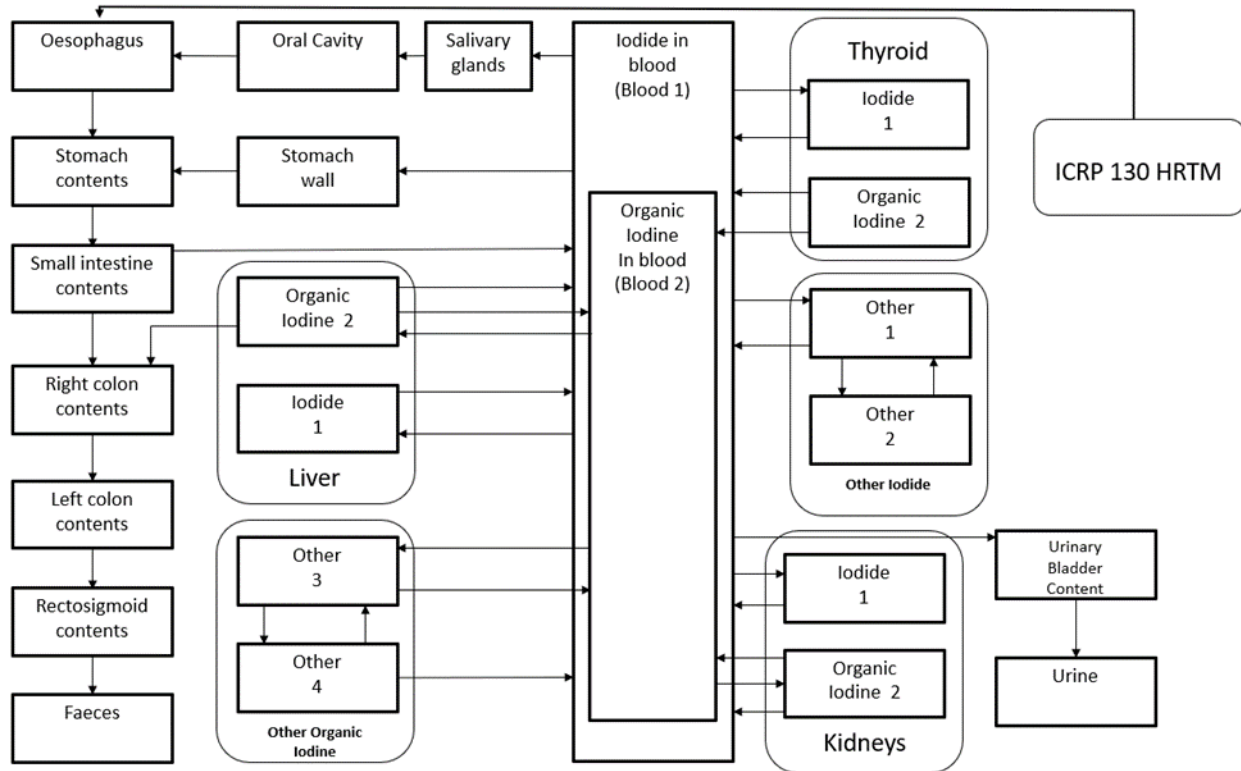 Oesophagus
Oral Cavity
Salivary
glands
Iodide in
blood
(Blood 1)
Thyroid
Iodide
1
Organic
Iodine 2
ICRP 130 HRTM
Stomach
contents
Stomach
wall
Organic
Iodine
In blood
(Blood 2)
Small intestine
contents
Organic
Iodine 2
Iodide
1
Liver
Other
1
Other
2
Other Iodide
Right colon
contents
Left colon
contents
Other
3
Other
4
Other Organic
Iodine
Iodide
1
Organic
Iodine 2
Kidneys
Urinary
Bladder
Content
Urine
Rectosigmoid
contents
Faeces